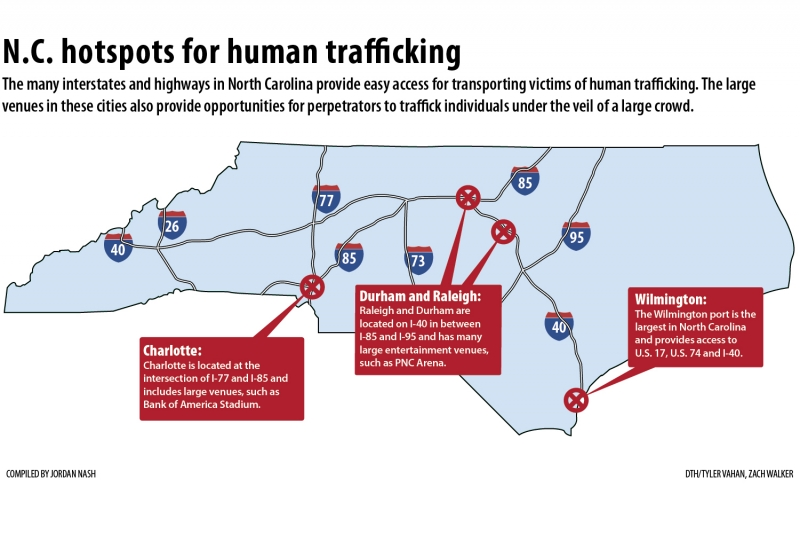 N.C. hotspots for human trafficking
The many interstates and highways in North Carolina provide easy access for transporting victims of human trafficking. The large
venues in these cities also provide opportunities for perpetrators to traffick individuals under the veil of a large crowd.
77
85
26
40
95
85
73
40
Durham and Raleigh:
Raleigh and Durham are
located on I-40 in between
I-85 and I-95 and has many
large entertainment venues,
such as PNC Arena.
Wilmington:
The Wilmington port is the
largest in North Carolina
and provides access to
U.S. 17, U.S. 74 and I-40.
Charlotte:
Charlotte is located at the
intersection of I-77 and I-85 and
includes large venues, such as
Bank of America Stadium.
COMPILED BY JORDAN NASH
DTH/TYLER VAHAN, ZACH WALKER